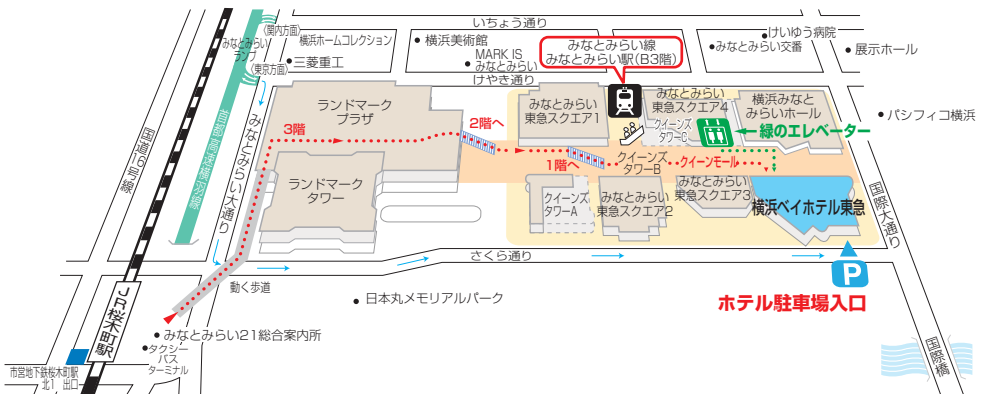 いちょう通り
(関内方面)
みなとみらい
ランプ
(東京方面)
横浜ホームコレクション
三菱重工
横浜美術館
MARK IS
みなとみらい
みなとみらい線
みなとみらい駅(B3階)
けいゆう病院
みなとみらい交番
展示ホール
けやき通り
パシフィコ横浜
国道16号線
首都高速横羽線
みなとみらい大通り
ランドマーク
プラザ
3階
2階へ
みなとみらい
東急スクエア1
みなとみらい
東急スクエア4
クイーンズ
タワーC
横浜みなと
みらいホール
緑のエレベーター
1階へ
クイーンズ
タワーB
クイーンモール
ランドマーク
タワー
クイーンズ
タワーA
みなとみらい
東急スクエア2
みなとみらい
東急スクエア3
横浜ベイホテル東急
国際大通り
さくら通り
P
ホテル駐車場入口
動く歩道
日本丸メモリアルパーク
みなとみらい21総合案内所
タクシー
バス
ターミナル
JR桜木町駅
市営地下鉄桜木町駅
北1 出口
国際橋